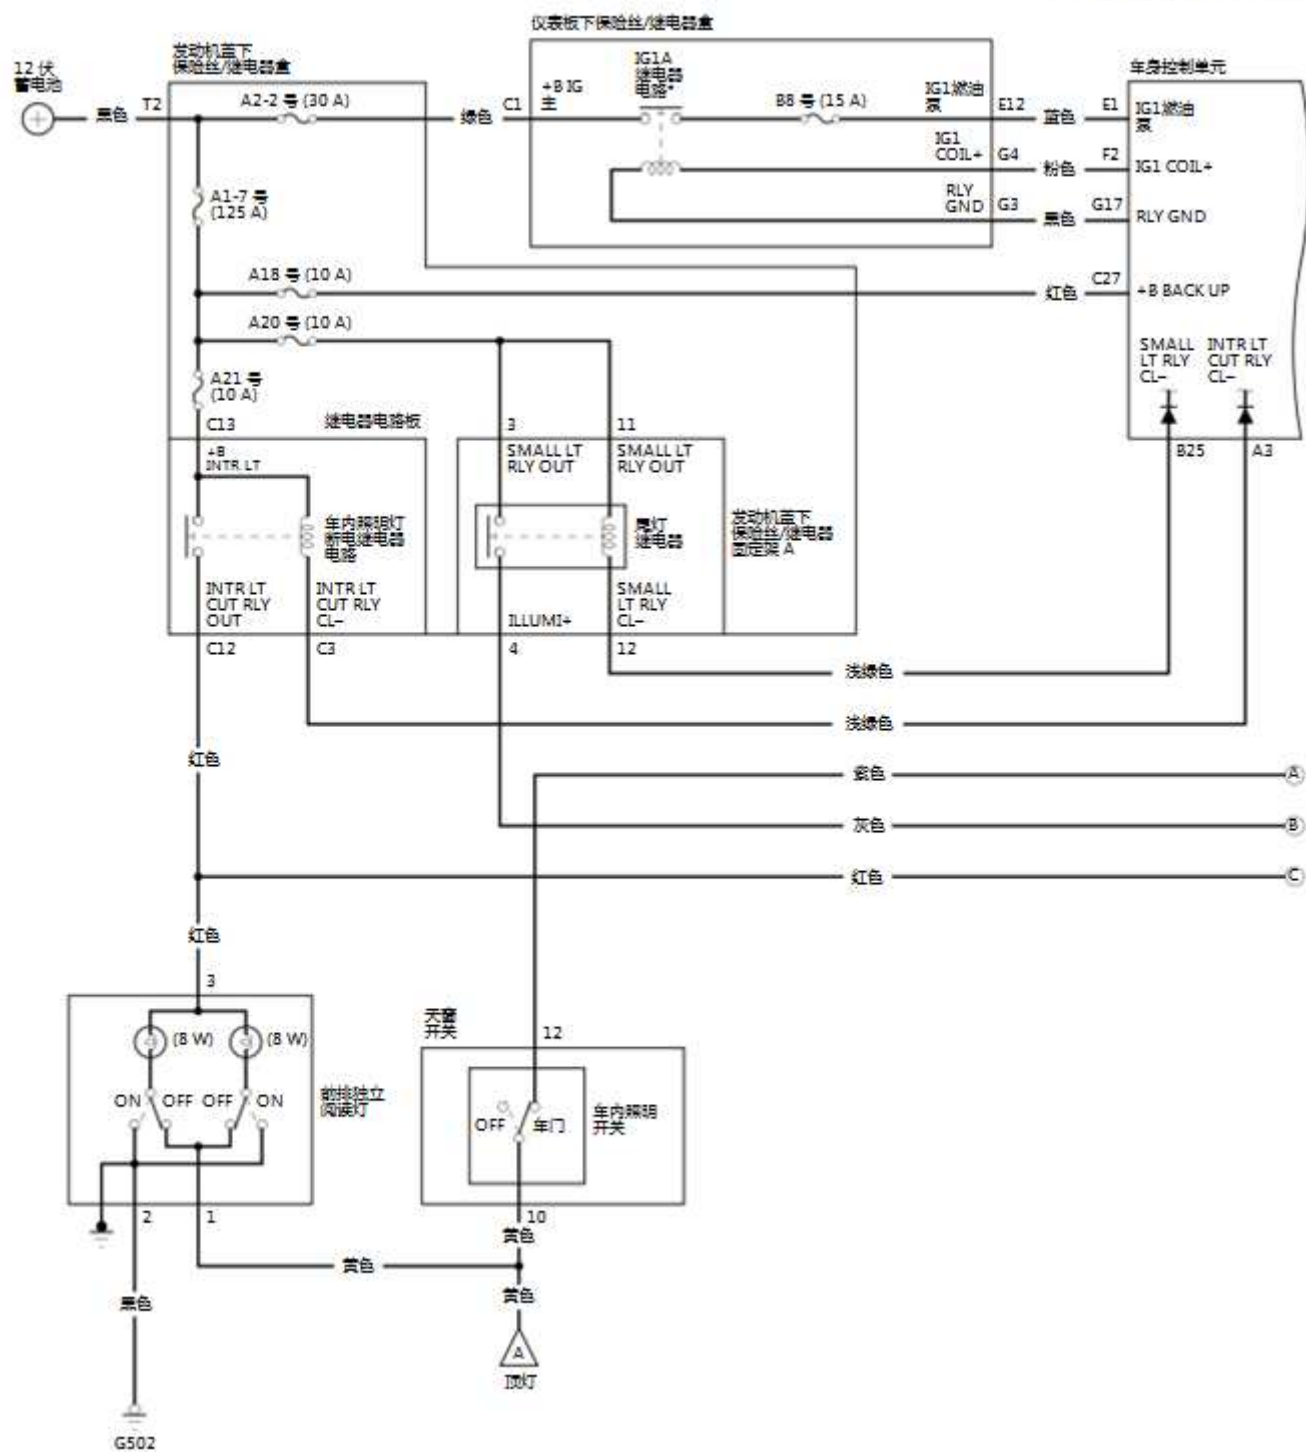 仪表板下保险丝/继电器盒
发动机盖下
保险丝/继电器盒
12 伏
蓄电池
IG1A
继电器
电路*
车身控制单元
T2
黑色
A2-2 号 (30 A)
绿色
C1
+B IG
主
B8 号 (15 A)
IG1燃油
泵
E12
蓝色
E1
IG1燃油
泵
IG1
COIL+
G4
粉色
F2
IG1 COIL+
RLY
GND
G3
黑色
G17
RLY GND
A1-7 号
(125 A)
A18 号 (10 A)
红色
C27
+B BACK UP
A20 号 (10 A)
SMALL
LT RLY
CL−
INTR LT
CUT RLY
CL−
A21 号
(10 A)
C13
继电器电路板
3
11
B25
A3
+B
INTR LT
SMALL LT
RLY OUT
SMALL LT
RLY OUT
车内照明灯
断电继电器
电路
尾灯
继电器
发动机盖下
保险丝/继电器
固定架 A
INTR LT
CUT RLY
OUT
INTR LT
CUT RLY
CL−
ILLUMI+
SMALL
LT RLY
CL−
C12
C3
4
12
浅绿色
浅绿色
红色
紫色
A
灰色
B
红色
C
红色
3
(8 W)
(8 W)
ON
OFF
OFF
ON
前排独立
阅读灯
天窗
开关
12
OFF
车门
车内照明
开关
2
1
10
黄色
黄色
黄色
黑色
A
顶灯
G502